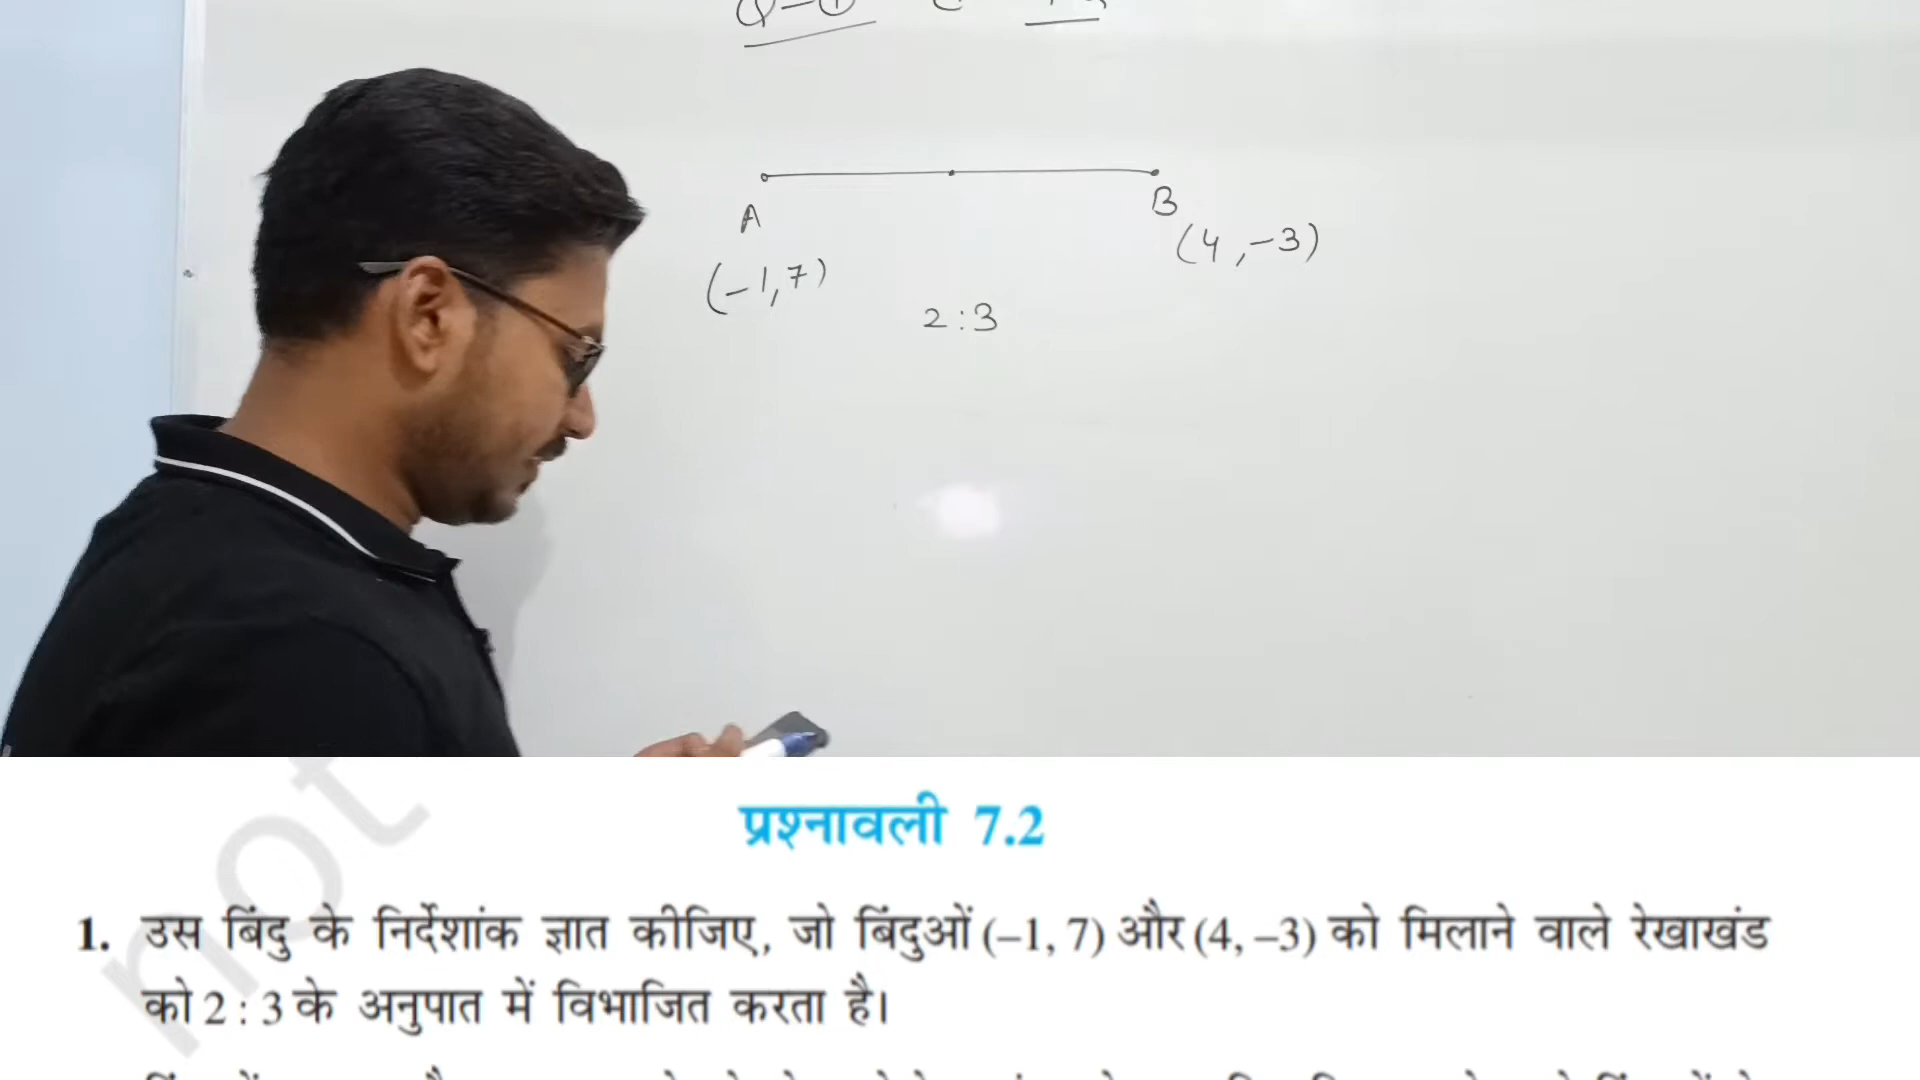 A
B
(-1,7)
(4,-3)
2:3
not
प्रश्नावली 7.2
1. उस बिंदु के निर्देशांक ज्ञात कीजिए, जो बिंदुओं (–1, 7) और (4, –3) को मिलाने वाले रेखाखंड
को 2 : 3 के अनुपात में विभाजित करता है।